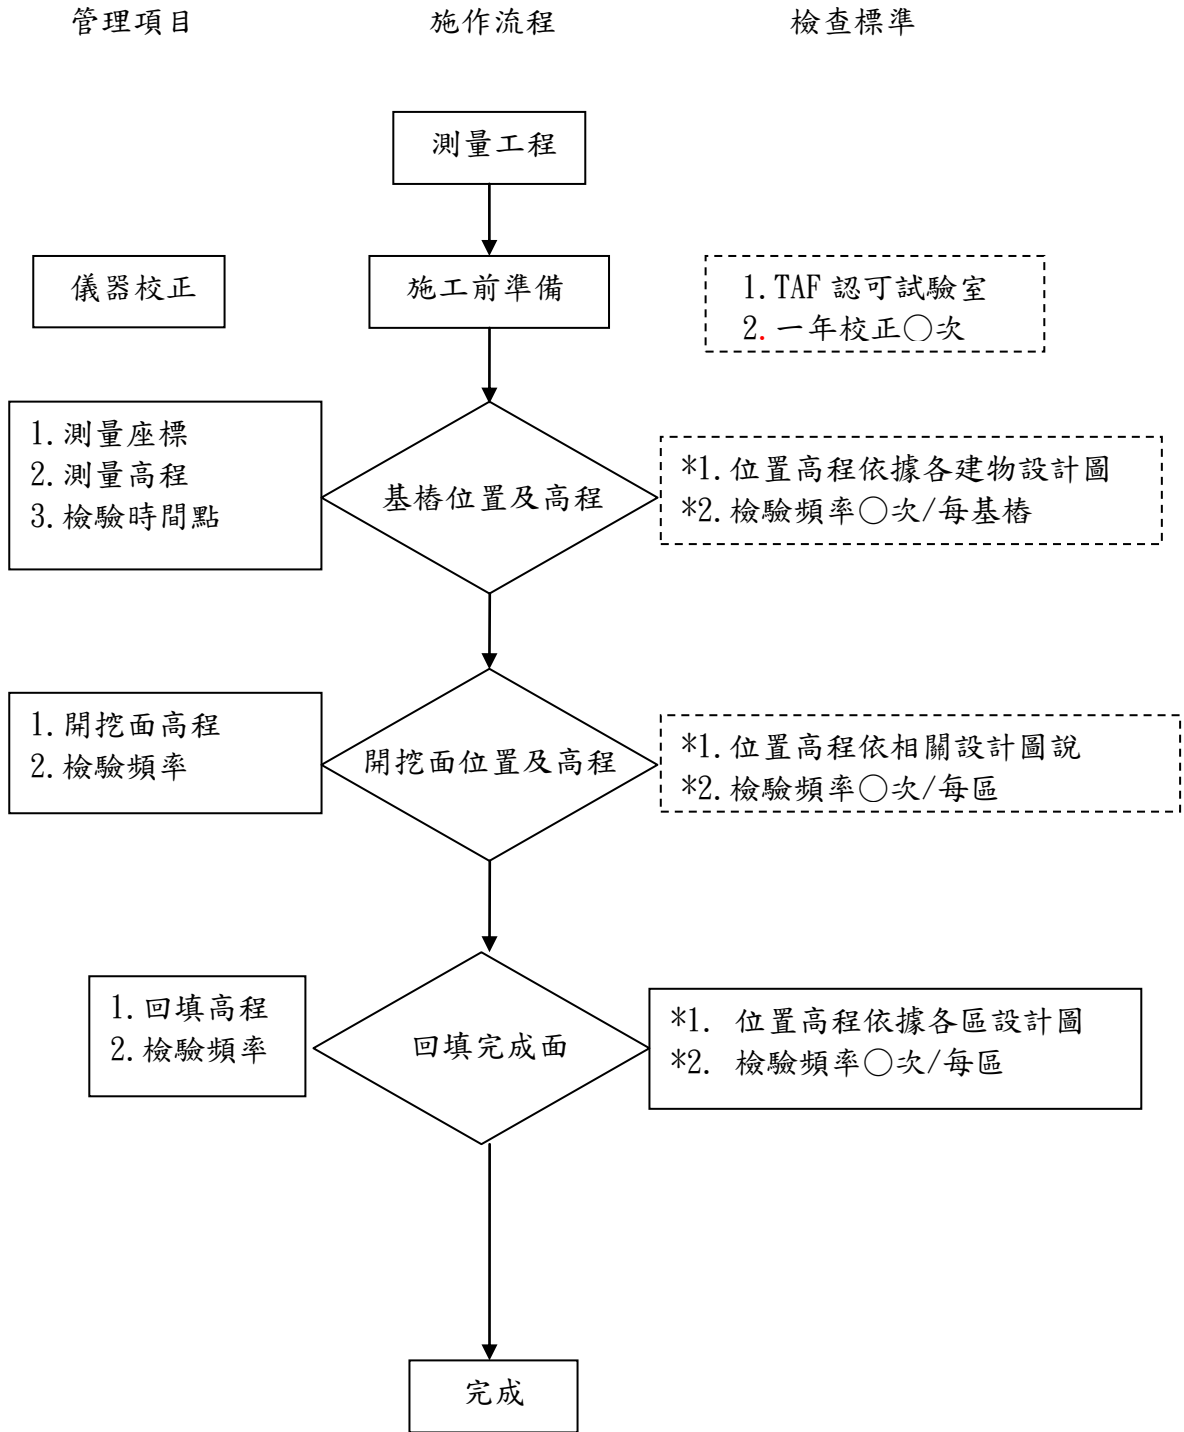 管理項目
施作流程
檢查標準
測量工程
儀器校正
施工前準備
1.TAF 認可試驗室
2.一年校正○次
1.測量座標
2.測量高程
3.檢驗時間點
基樁位置及高程
*1.位置高程依據各建物設計圖
*2.檢驗頻率○次/每基樁
1.開挖面高程
2.檢驗頻率
開挖面位置及高程
*1.位置高程依相關設計圖說
*2.檢驗頻率○次/每區
1.回填高程
2.檢驗頻率
回填完成面
*1. 位置高程依據各區設計圖
*2. 檢驗頻率○次/每區
完成